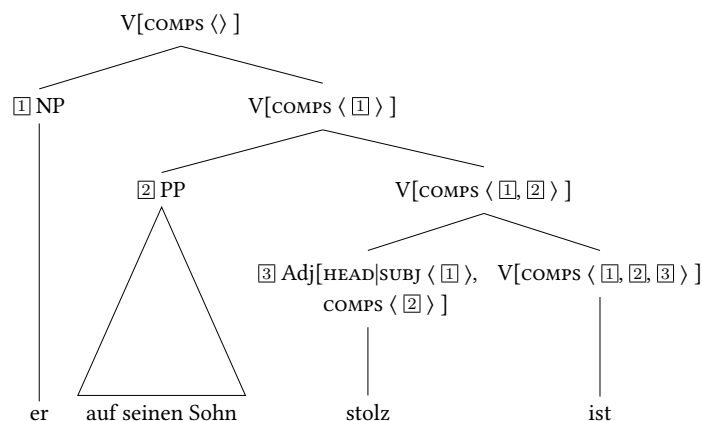 V[COMPS ⟨⟩ ]
1 NP V[COMPS ⟨ 1 ⟩ ]
2 PP V[COMPS ⟨ 1, 2 ⟩ ]
3 Adj[HEAD|SUBJ ⟨ 1 ⟩, V[COMPS ⟨ 1, 2, 3 ⟩ ]
COMPS ⟨ 2 ⟩ ]
er auf seinen Sohn stolz ist